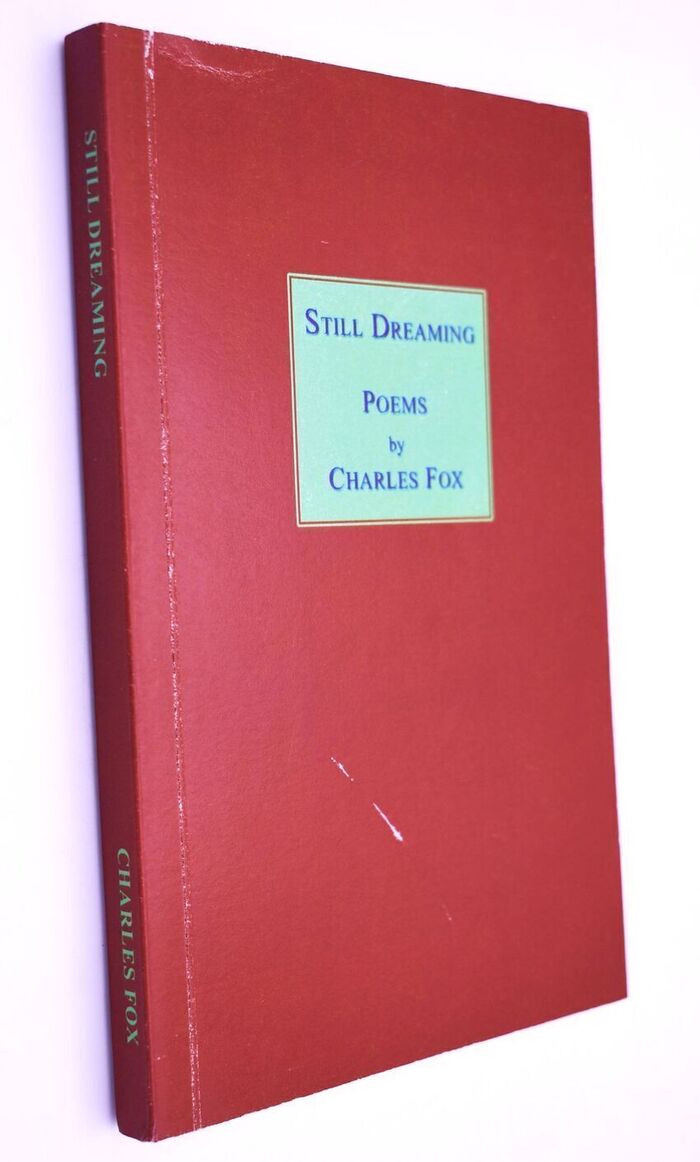 STILL DREAMING
CHARLES FOX
STILL DREAMING
POEMS
by
CHARLES FOX